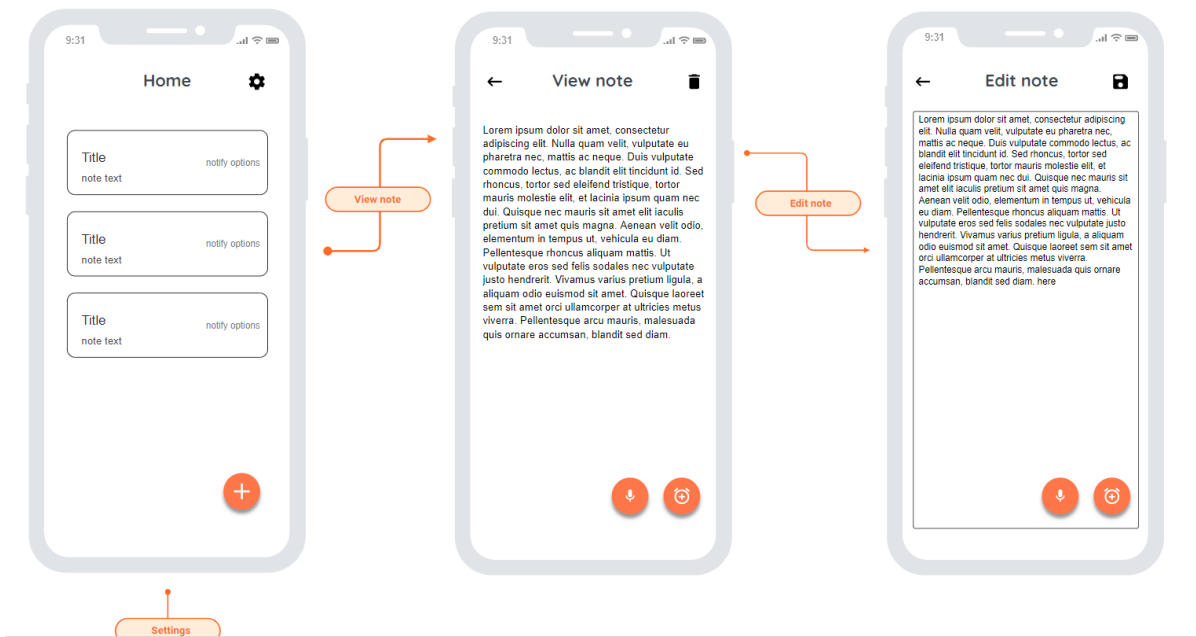 9:31
Home
Title
notify options
note text
Title
notify options
note text
Title
notify options
note text
Settings
View note
9:31
View note
Lorem ipsum dolor sit amet, consectetur
adipiscing elit. Nulla quam velit, vulputate eu
pharetra nec, mattis ac neque. Duis vulputate
commodo lectus, ac blandit elit tincidunt id. Sed
rhoncus, tortor sed eleifend tristique, tortor
mauris molestie elit, et lacinia ipsum quam nec
dui. Quisque nec mauris sit amet elit iaculis
pretium sit amet quis magna. Aenean velit odio,
elementum in tempus ut, vehicula eu diam.
Pellentesque rhoncus aliquam mattis. Ut
vulputate eros sed felis sodales nec vulputate
justo hendrerit. Vivamus varius pretium ligula, a
aliquam odio euismod sit amet. Quisque laoreet
sem sit amet orci ullamcorper at ultricies metus
viverra. Pellentesque arcu mauris, malesuada
quis ornare accumsan, blandit sed diam.
Edit note
9:31
Edit note
Lorem ipsum dolor sit amet, consectetur adipiscing
elit. Nulla quam velit, vulputate eu pharetra nec,
mattis ac neque. Duis vulputate commodo lectus, ac
blandit elit tincidunt id. Sed rhoncus, tortor sed
eleifend tristique, tortor mauris molestie elit, et
lacinia ipsum quam nec dui. Quisque nec mauris sit
amet elit iaculis pretium sit amet quis magna.
Aenean velit odio, elementum in tempus ut, vehicula
eu diam. Pellentesque rhoncus aliquam mattis. Ut
vulputate eros sed felis sodales nec vulputate justo
hendrerit. Vivamus varius pretium ligula, a aliquam
odio euismod sit amet. Quisque laoreet sem sit amet
orci ullamcorper at ultricies metus viverra.
Pellentesque arcu mauris, malesuada quis ornare
accumsan, blandit sed diam. here